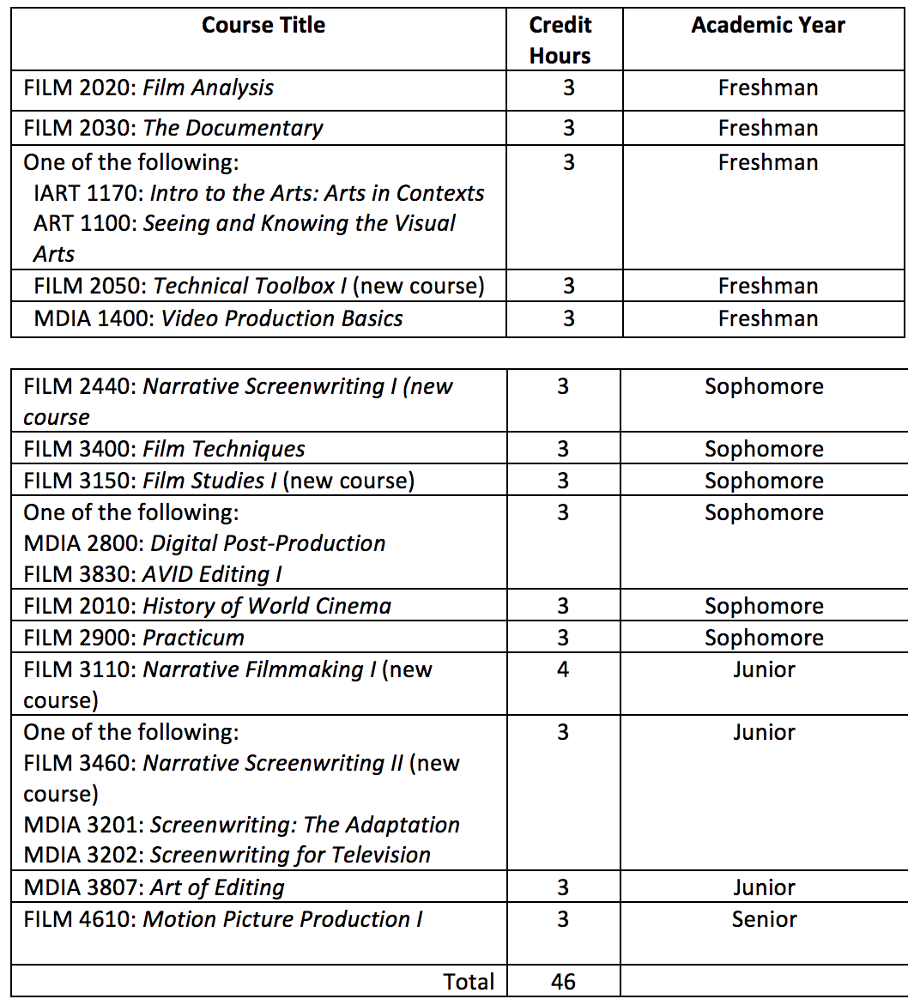 Course Title Credit Academic Year
Hours
FILM 2020: Film Analysis 3 Freshman
FILM 2030: The Documentary 3 Freshman
One of the following: 3 Freshman
IART 1170: Intro to the Arts: Arts in Contexts
ART 1100: Seeing and Knowing the Visual
Arts
FILM 2050: Technical Toolbox I (new course) 3 Freshman
MDIA 1400: Video Production Basics 3 Freshman
FILM 2440: Narrative Screenwriting I (new 3 Sophomore
course
FILM 3400: Film Techniques 3 Sophomore
FILM 3150: Film Studies I (new course) 3 Sophomore
One of the following: 3 Sophomore
MDIA 2800: Digital Post-Production
FILM 3830: AVID Editing I
FILM 2010: History of World Cinema 3 Sophomore
FILM 2900: Practicum 3 Sophomore
FILM 3110: Narrative Filmmaking I (new 4 Junior
course)
One of the following: 3 Junior
FILM 3460: Narrative Screenwriting II (new
course)
MDIA 3201: Screenwriting: The Adaptation
MDIA 3202: Screenwriting for Television
MDIA 3807: Art of Editing 3 Junior
FILM 4610: Motion Picture Production I 3 Senior
Total 46